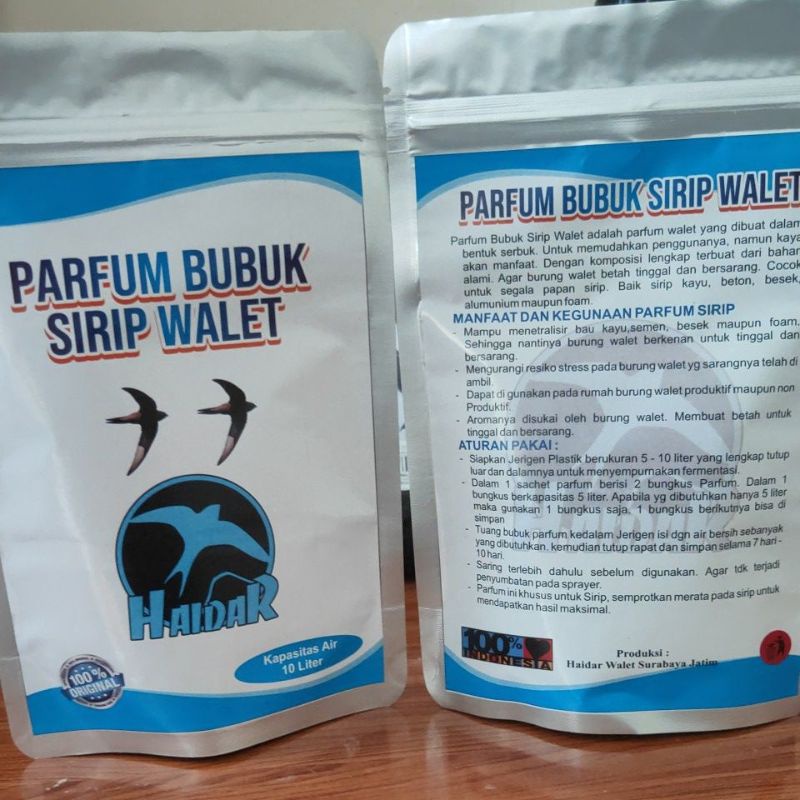 PARFUM BUBUK
SIRIP WALET
HAIDAR
100%
ORIGINAL
Kapasitas Air
10 Liter
PARFUM BUBUK SIRIP WALET
Parfum Bubuk Sirip Walet adalah parfum walet yang dibuat dalam
bentuk serbuk. Untuk memudahkan penggunanya, namun kaya
akan manfaat. Dengan komposisi lengkap terbuat dari bahan
alami. Agar burung walet betah tinggal dan bersarang. Cocok
untuk segala papan sirip. Baik sirip kayu, beton, besek,
alumunium maupun foam.
MANFAAT DAN KEGUNAAN PARFUM SIRIP
- Mampu menetralisir bau kayu,semen, besek maupun foam.
Sehingga nantinya burung walet berkenan untuk tinggal dan
bersarang.
- Mengurangi resiko stress pada burung walet yg sarangnya telah di
ambil.
- Dapat di gunakan pada rumah burung walet produktif maupun non
Produktif.
- Aromanya disukai oleh burung walet. Membuat betah untuk
tinggal dan bersarang.
ATURAN PAKAI :
- Siapkan Jerigen Plastik berukuran 5 - 10 liter yang lengkap tutup
luar dan dalamnya untuk menyempurnakan fermentasi.
- Dalam 1 sachet parfum berisi 2 bungkus Parfum. Dalam 1
bungkus berkapasitas 5 liter. Apabila yg dibutuhkan hanya 5 liter
maka gunakan 1 bungkus saja, 1 bungkus berikutnya bisa di
simpan
- Tuang bubuk parfum kedalam Jerigen isi dgn air bersih sebanyak
yang dibutuhkan. kemudian tutup rapat dan simpan selama 7 hari -
10 hari.
- Saring terlebih dahulu sebelum digunakan. Agar tdk terjadi
penyumbatan pada sprayer.
- Parfum ini khusus untuk Sirip, semprotkan merata pada sirip untuk
mendapatkan hasil maksimal.
100%
INDONESIA
Produksi :
Haidar Walet Surabaya Jatim